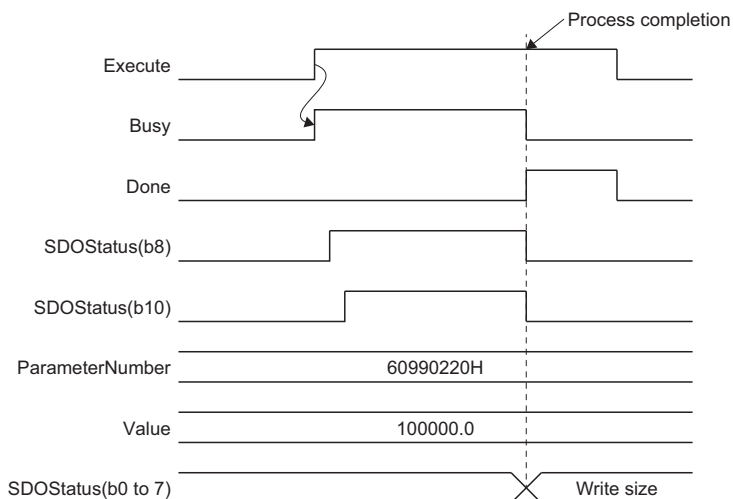 Process completion
Execute
Busy
Done
SDOStatus(b8)
SDOStatus(b10)
ParameterNumber 60990220H
Value 100000.0
SDOStatus(b0 to 7) Write size